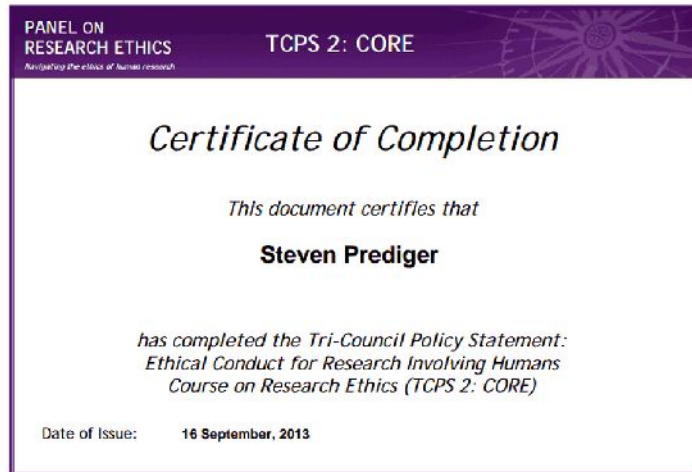 PANEL ON
RESEARCH ETHICS
Navigating the ethics of human research
TCPS 2: CORE
Certificate of Completion
This document certifies that
Steven Prediger
has completed the Tri-Council Policy Statement:
Ethical Conduct for Research Involving Humans
Course on Research Ethics (TCPS 2: CORE)
Date of Issue: 16 September, 2013